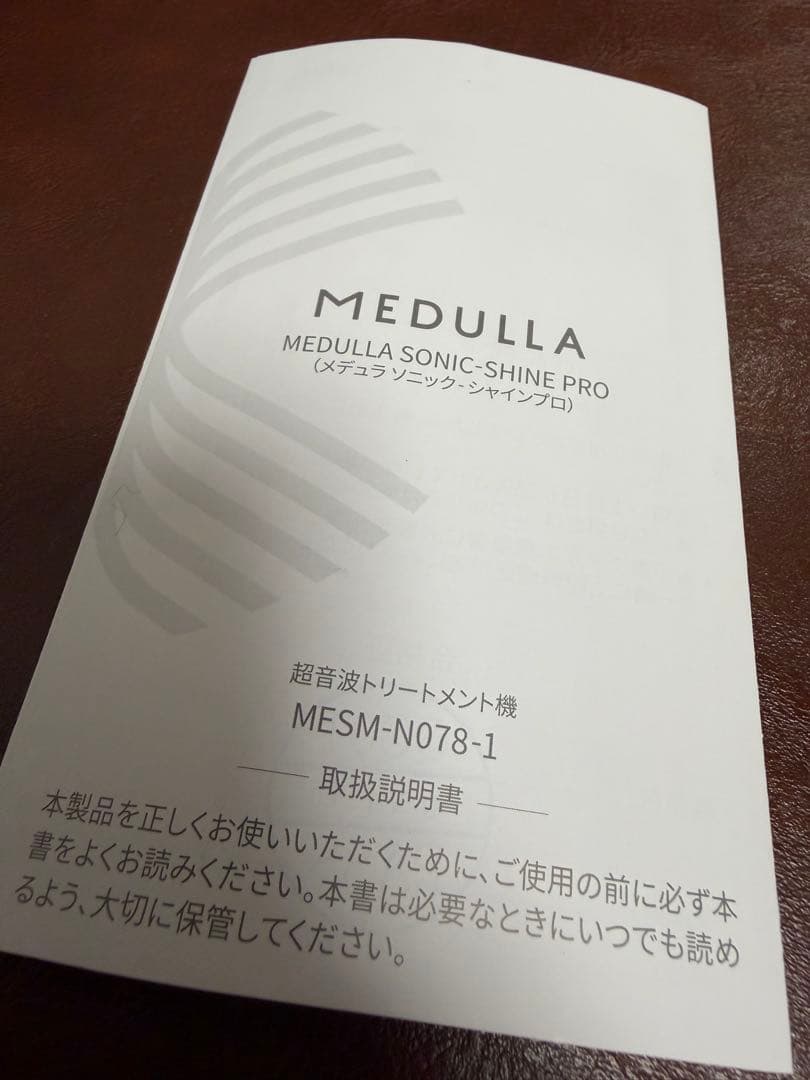 MEDULLA
MEDULLA SONIC-SHINE PRO
（メデュラ ソニック-シャインプロ）
超音波トリートメント機
MESM-N078-1
取扱説明書
本製品を正しくお使いいただくために、ご使用の前に必ず本
書をよくお読みください。本書は必要なときにいつでも読め
るよう、大切に保管してください。